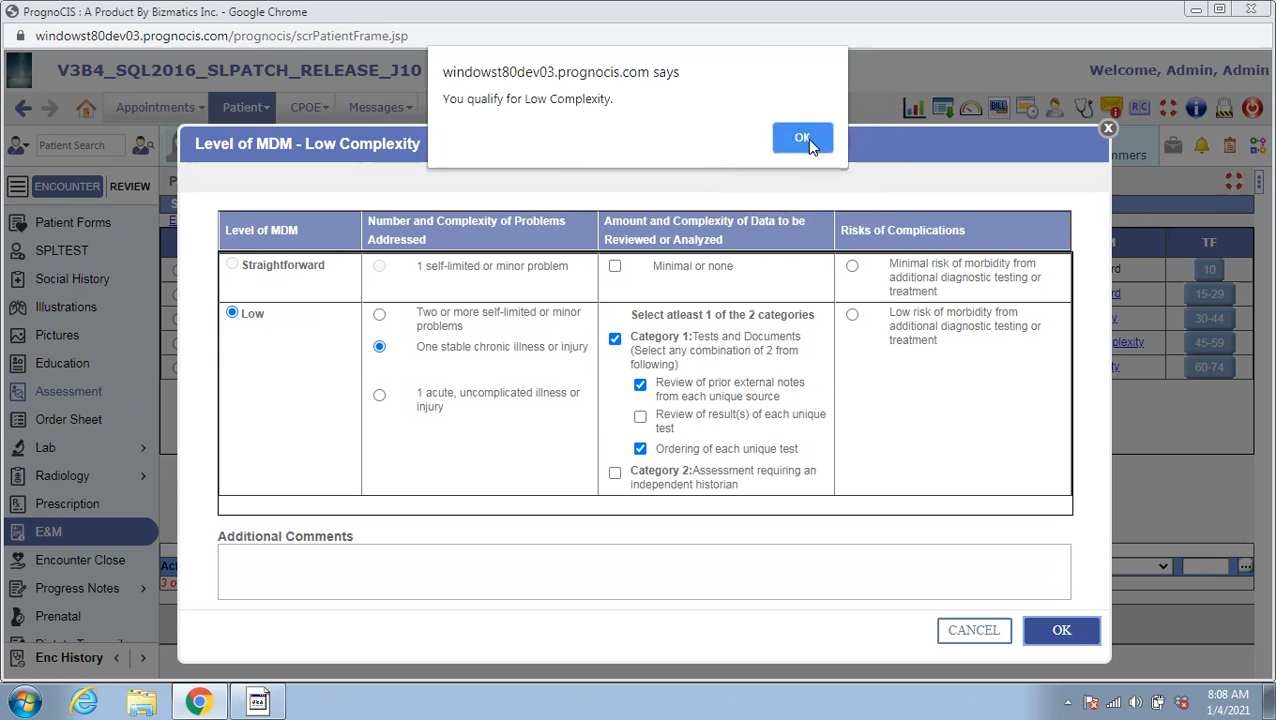 PrognoCIS : A Product By Bizmatics Inc. - Google Chrome
windowst80dev03.prognocis.com/prognocis/scrPatientFrame.jsp
V3B4_SQL2016_SLPATCH_RELEASE_J10
Welcome, Admin, Admin
windowst80dev03.prognocis.com says
You qualify for Low Complexity.
OK
Appointments
Patient
CPOE
Messages
BILL
RC
Patient Search
ENCOUNTER
REVIEW
Patient Forms
SPLTEST
Social History
Illustrations
Pictures
Education
Assessment
Order Sheet
Lab
Radiology
Prescription
E&M
Encounter Close
Progress Notes
Prenatal
Enc History
Level of MDM - Low Complexity
x
Level of MDM
Number and Complexity of Problems Addressed
Amount and Complexity of Data to be Reviewed or Analyzed
Risks of Complications
Straightforward
1 self-limited or minor problem
Minimal or none
Minimal risk of morbidity from
additional diagnostic testing or
treatment
Low
Two or more self-limited or minor
problems
One stable chronic illness or injury
1 acute, uncomplicated illness or
injury
Select atleast 1 of the 2 categories
Category 1:Tests and Documents
(Select any combination of 2 from
following)
Review of prior external notes
from each unique source
Review of result(s) of each unique
test
Ordering of each unique test
Category 2:Assessment requiring an
independent historian
Low risk of morbidity from
additional diagnostic testing or
treatment
Additional Comments
CANCEL
OK
TF
10
15-29
30-44
45-59
60-74
8:08 AM
1/4/2021